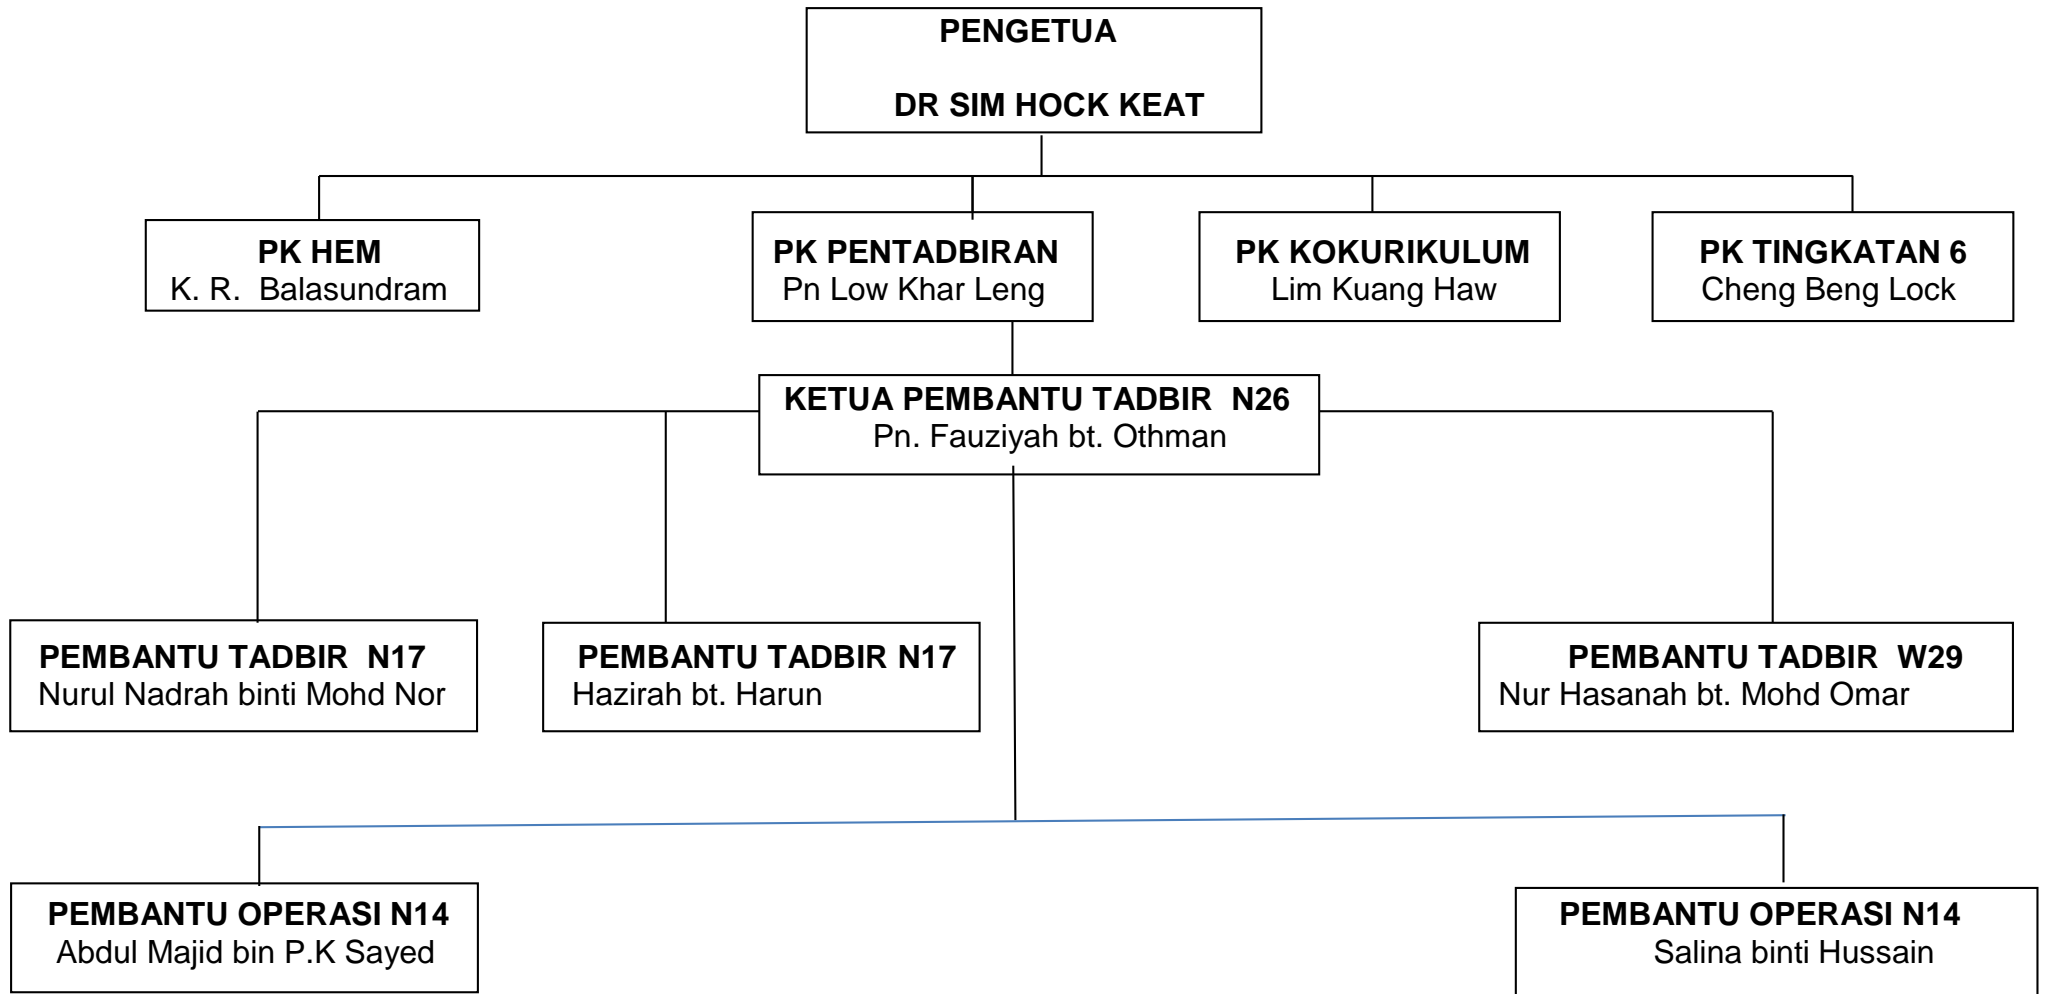 PENGETUA
DR SIM HOCK KEAT
PK HEM
K. R. Balasundram
PK PENTADBIRAN
Pn Low Khar Leng
PK KOKURIKULUM
Lim Kuang Haw
PK TINGKATAN 6
Cheng Beng Lock
KETUA PEMBANTU TADBIR N26
Pn. Fauziyah bt. Othman
PEMBANTU TADBIR N17
Nurul Nadrah binti Mohd Nor
PEMBANTU TADBIR N17
Hazirah bt. Harun
PEMBANTU TADBIR W29
Nur Hasanah bt. Mohd Omar
PEMBANTU OPERASI N14
Abdul Majid bin P.K Sayed
PEMBANTU OPERASI N14
Salina binti Hussain